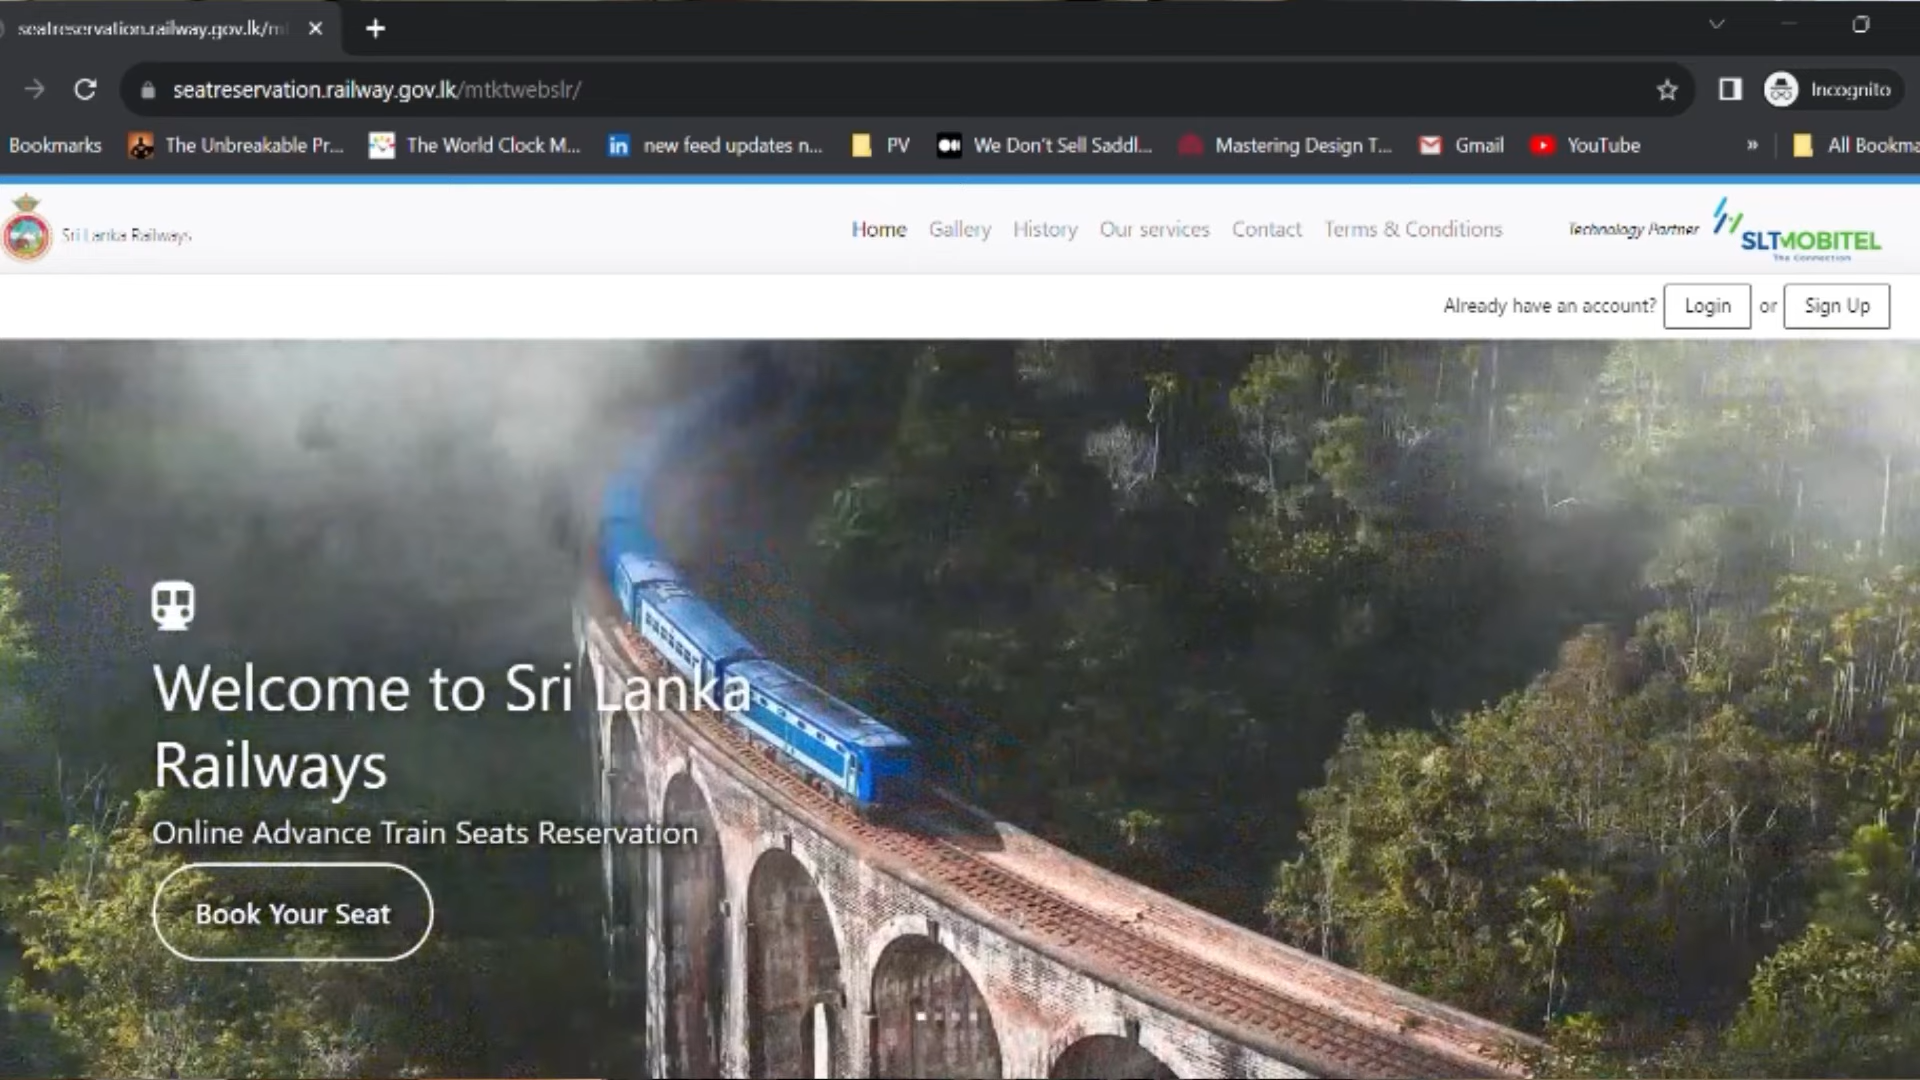 seatreservation.railway.gov.lk/m
seatreservation.railway.gov.lk/mtktwebslr/
Incognito
Bookmarks The Unbreakable Pr... The World Clock M... in new feed updates n... PV We Don't Sell Saddl... Mastering Design T... Gmail YouTube » All Bookma
Sri Lanka Railways Home Gallery History Our services Contact Terms & Conditions Technology Partner SLTMOBITEL
The Connection
Already have an account? Login or Sign Up
Welcome to Sri Lanka
Railways
Online Advance Train Seats Reservation
Book Your Seat